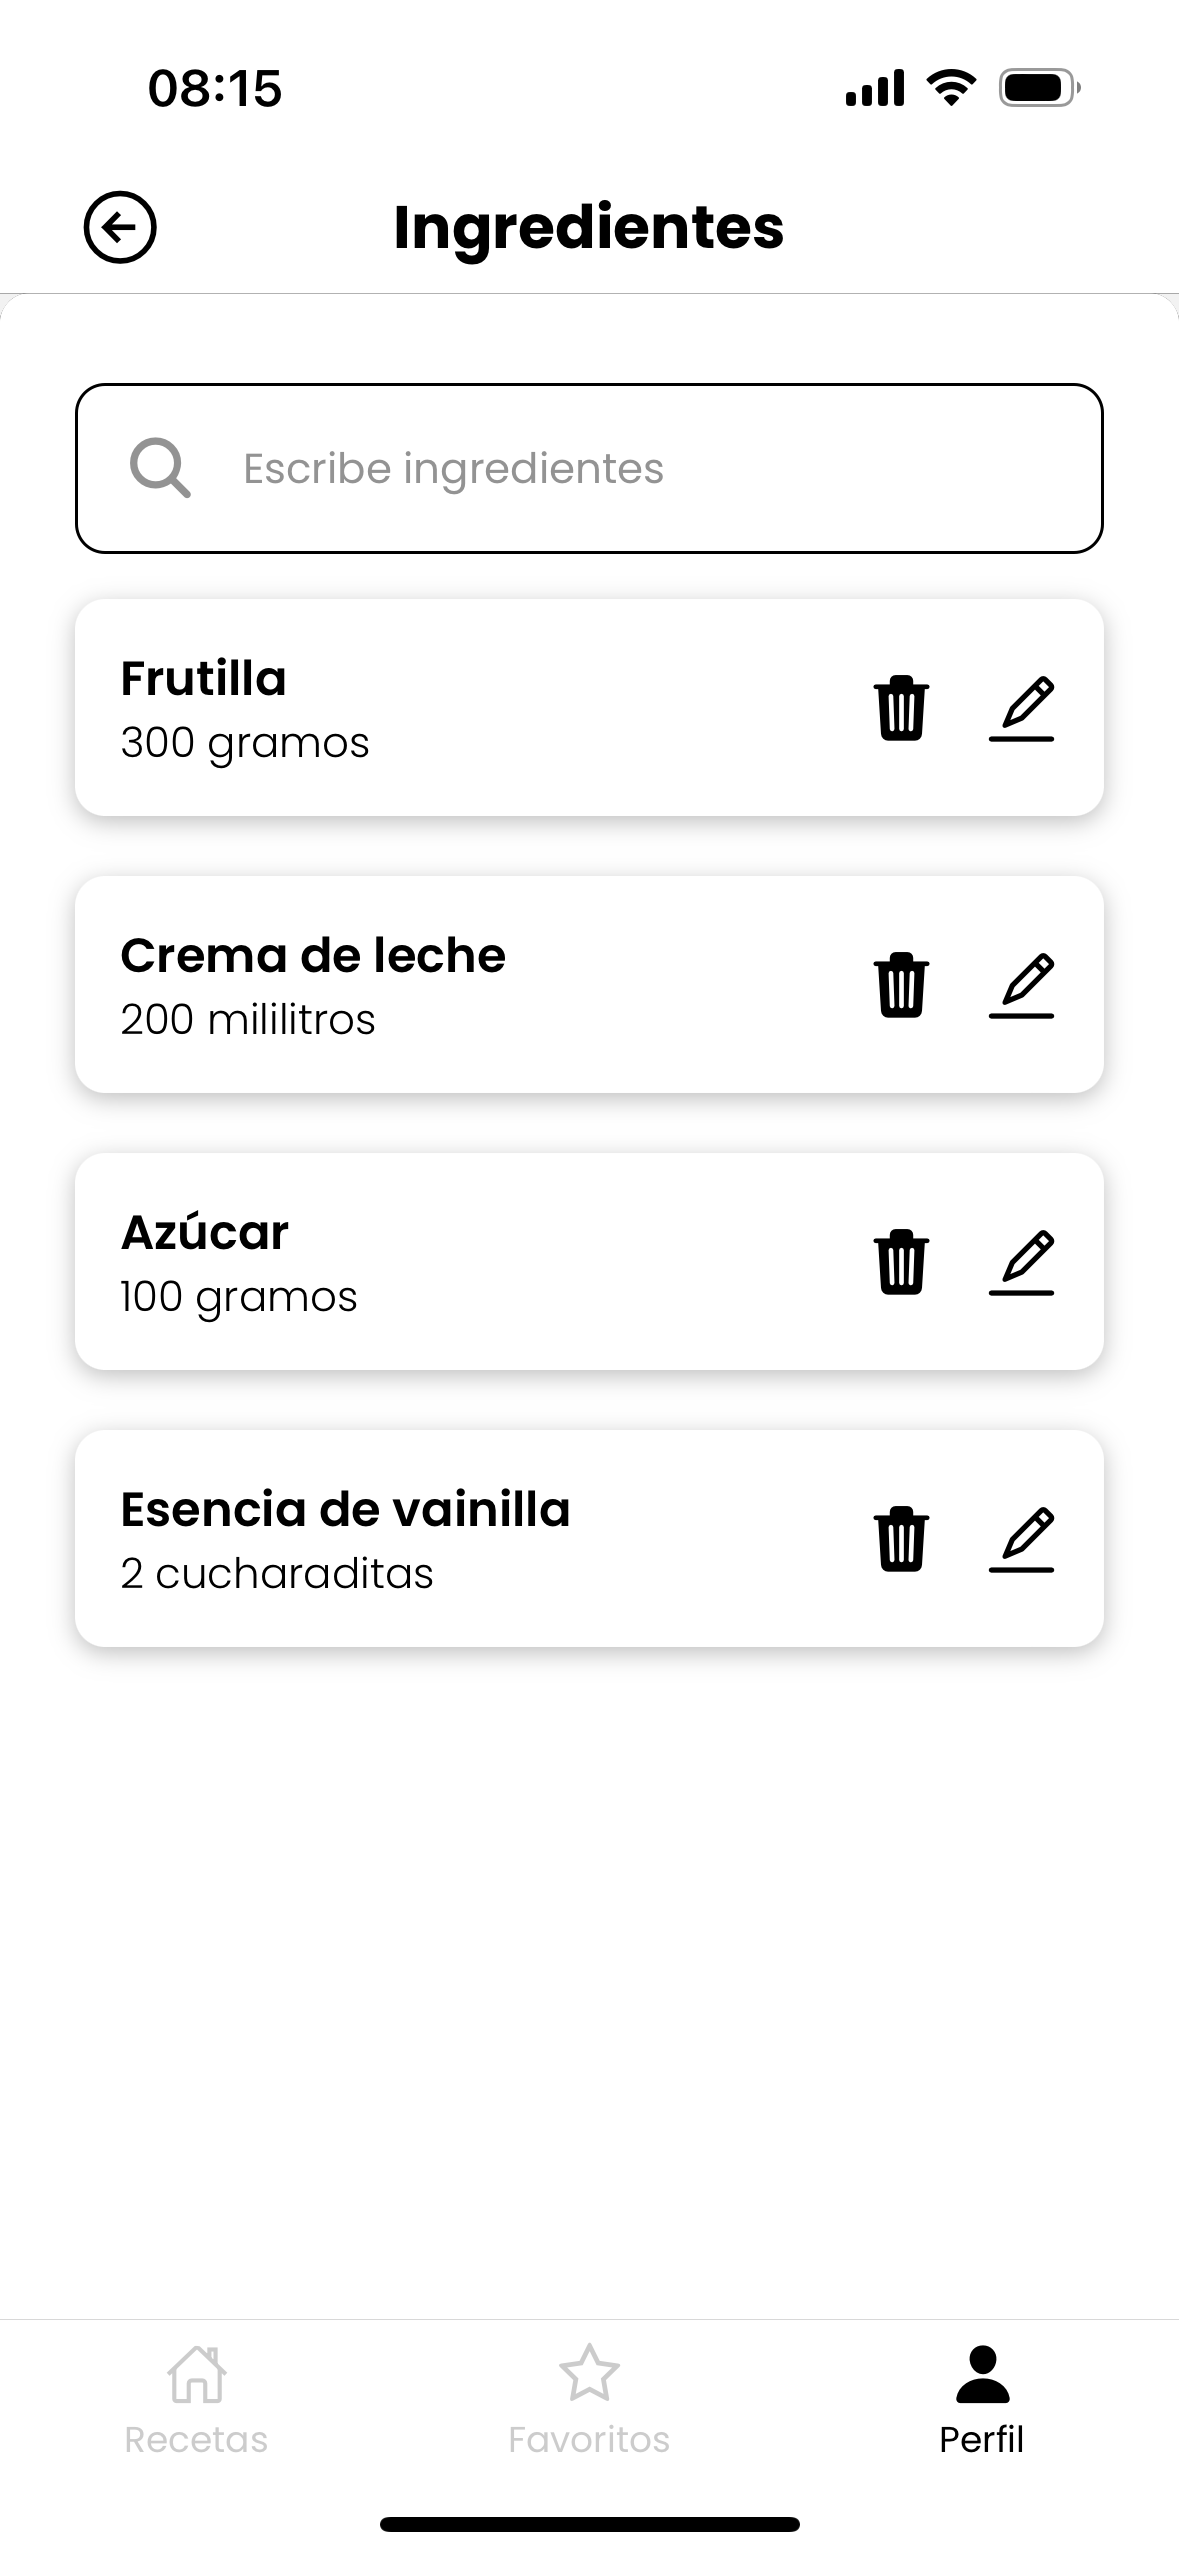 08:15
Ingredientes
Escribe ingredientes
Frutilla
300 gramos
Crema de leche
200 mililitros
Azúcar
100 gramos
Esencia de vainilla
2 cucharaditas
Recetas
Favoritos
Perfil